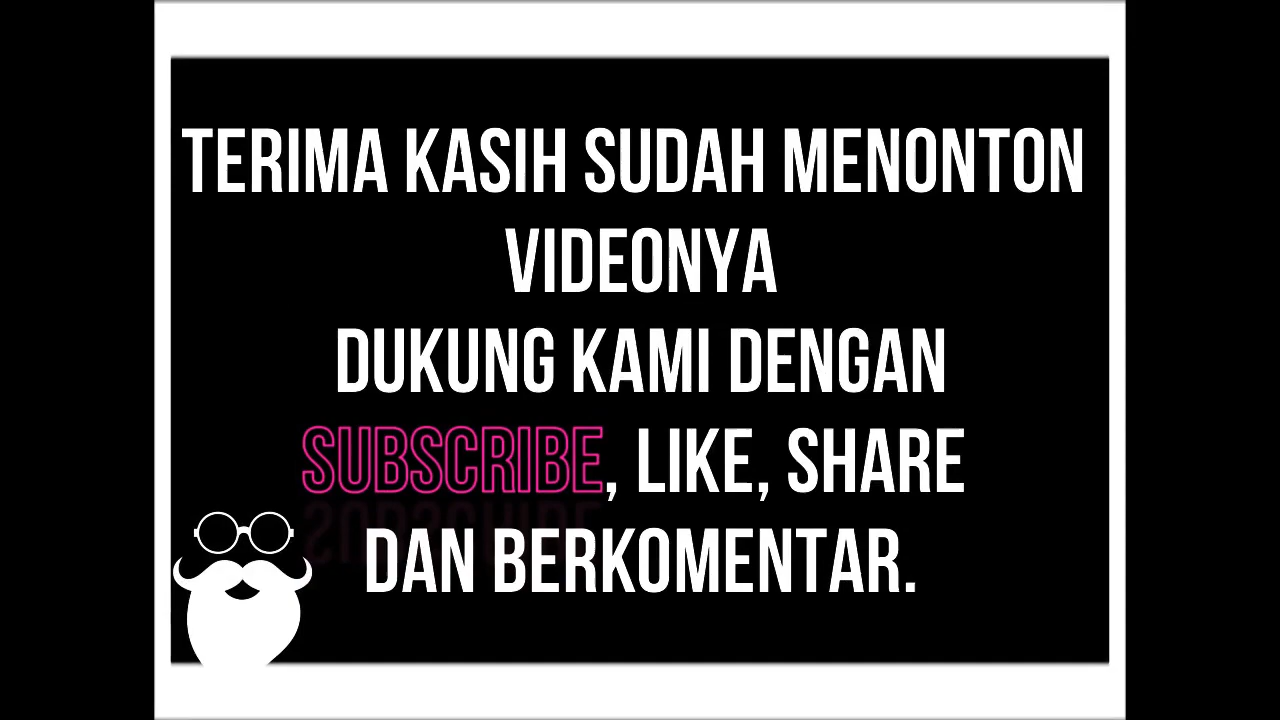 TERIMA KASIH SUDAH MENONTON
VIDEONYA
DUKUNG KAMI DENGAN
SUBSCRIBE, LIKE, SHARE
DAN BERKOMENTAR.